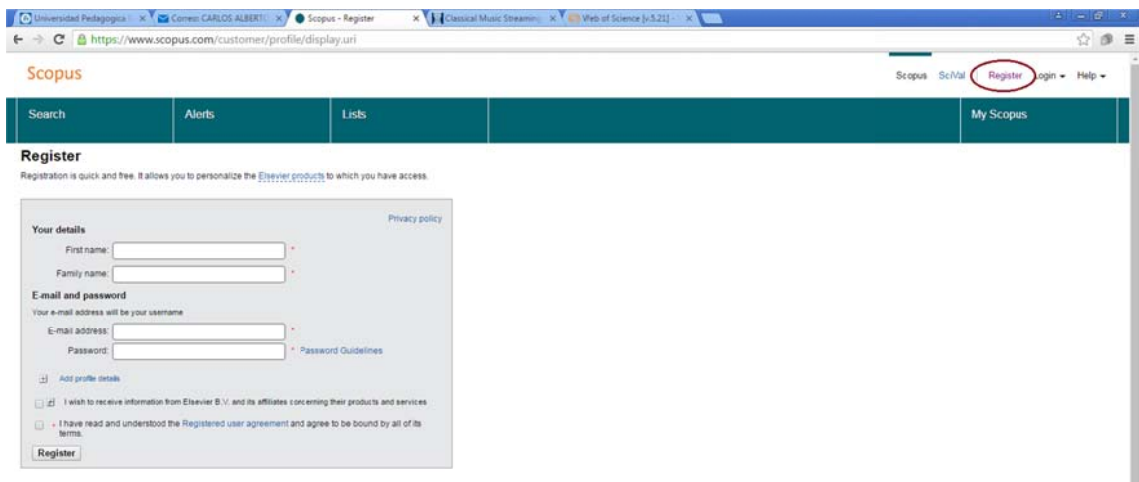 Universidad Pedagogica
Correo: CARLOS ALBERTO
Scopus - Register
Classical Music Streaming
Web of Science [v.5.21] -
https://www.scopus.com/customer/profile/display.uri
Scopus
Scopus SciVal Register Login Help
Search Alerts Lists My Scopus
Register
Registration is quick and free. It allows you to personalize the Elsevier products to which you have access.
Privacy policy
Your details
First name: *
Family name: *
E-mail and password
Your e-mail address will be your username
E-mail address: *
Password: * Password Guidelines
Add profile details
I wish to receive information from Elsevier B.V. and its affiliates concerning their products and services
* I have read and understood the Registered user agreement and agree to be bound by all of its
terms.
Register